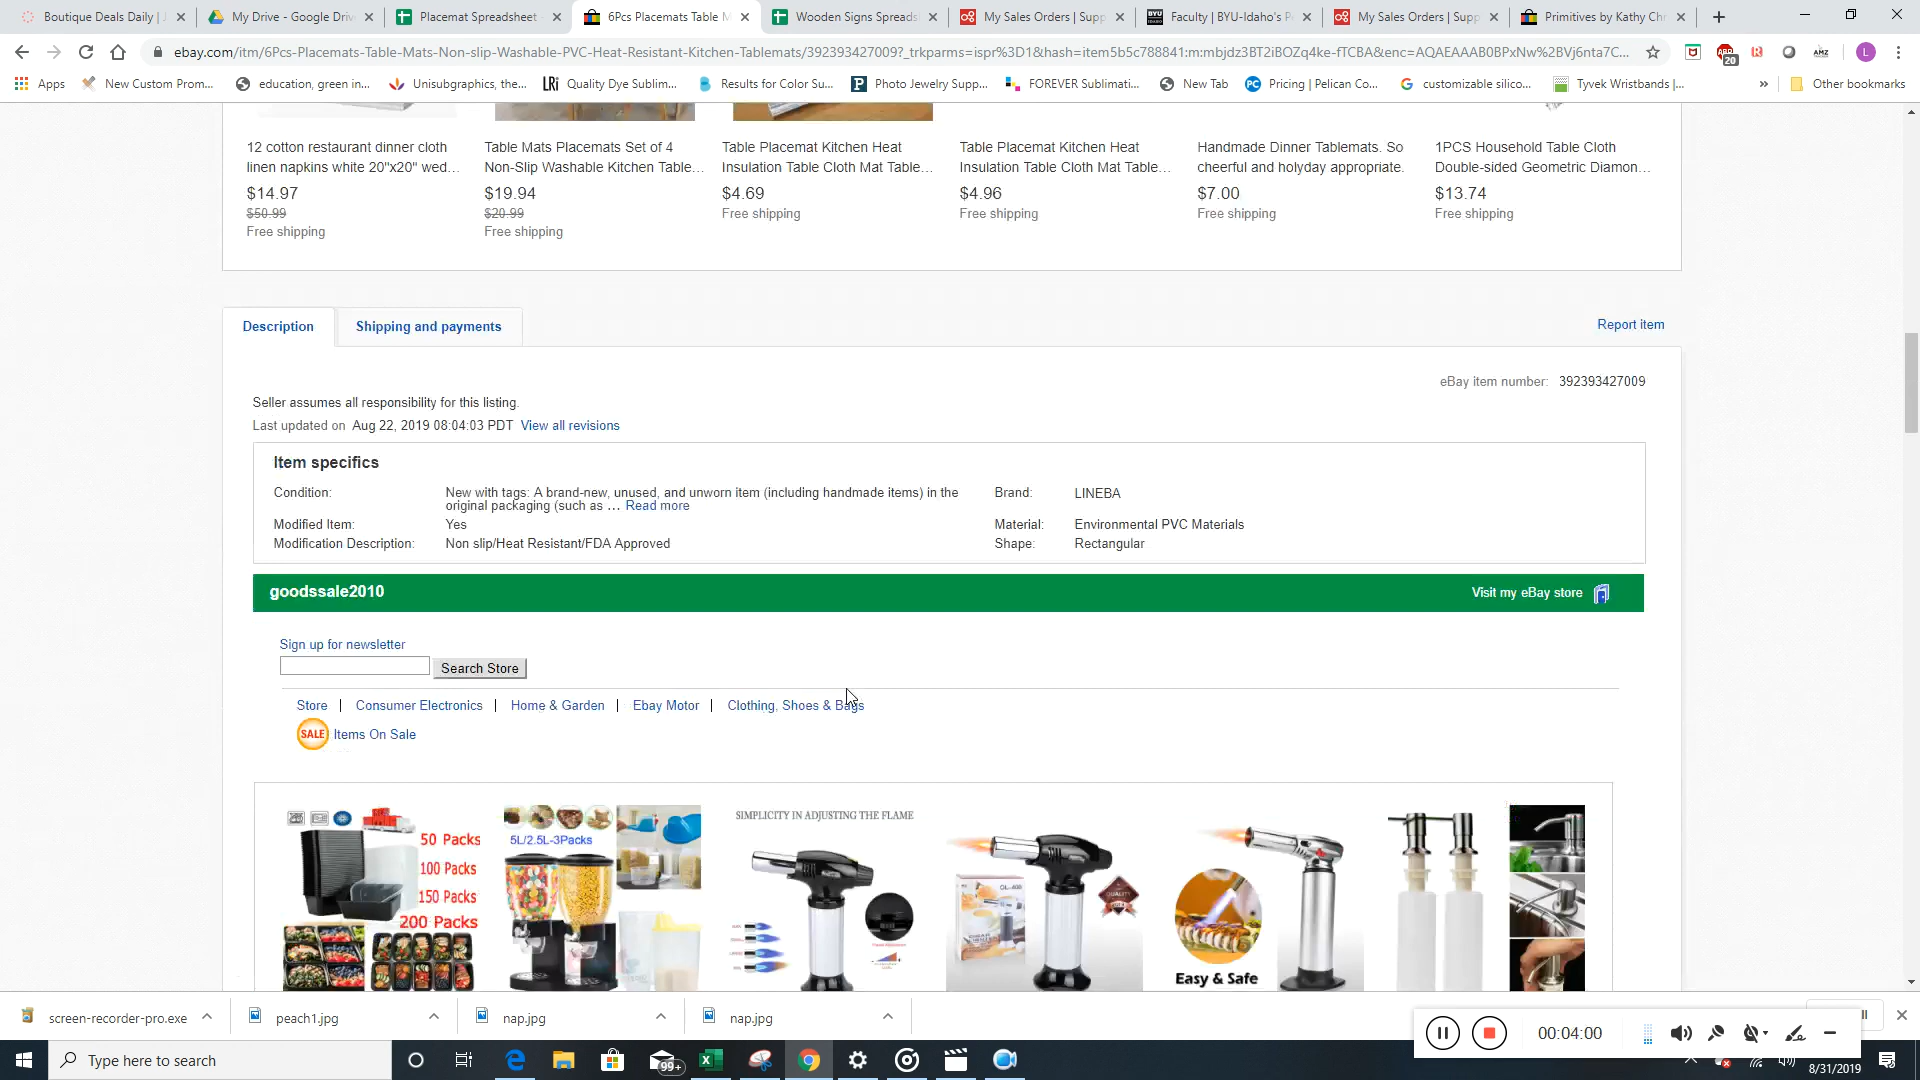 Boutique Deals Daily | J
My Drive - Google Driv
Placemat Spreadsheet
6Pcs Placemats Table M
Wooden Signs Spreads
My Sales Orders | Supp
Faculty | BYU-Idaho's P
My Sales Orders | Supp
Primitives by Kathy Chr
ebay.com/itm/6Pcs-Placemats-Table-Mats-Non-slip-Washable-PVC-Heat-Resistant-Kitchen-Tablemats/392393427009?_trkparms=ispr%3D1&hash=item5b5c788841:m:mbjdz3BT2iBOZq4ke-fTCBA&enc=AQAEAAAB0BPxNw%2BVj6nta7C...
20
AMZ
L
Apps
New Custom Prom...
education, green in...
Unisubgraphics, the...
LRi Quality Dye Sublim...
Results for Color Su...
Photo Jewelry Supp...
FOREVER Sublimati...
New Tab
PC Pricing | Pelican Co...
customizable silico...
Tyvek Wristbands |...
»
Other bookmarks
12 cotton restaurant dinner cloth
linen napkins white 20"x20" wed...
$14.97
$50.99
Free shipping
Table Mats Placemats Set of 4
Non-Slip Washable Kitchen Table...
$19.94
$20.99
Free shipping
Table Placemat Kitchen Heat
Insulation Table Cloth Mat Table...
$4.69
Free shipping
Table Placemat Kitchen Heat
Insulation Table Cloth Mat Table...
$4.96
Free shipping
Handmade Dinner Tablemats. So
cheerful and holyday appropriate.
$7.00
Free shipping
1PCS Household Table Cloth
Double-sided Geometric Diamon...
$13.74
Free shipping
Description
Shipping and payments
Report item
eBay item number: 392393427009
Seller assumes all responsibility for this listing.
Last updated on Aug 22, 2019 08:04:03 PDT View all revisions
Item specifics
Condition: New with tags: A brand-new, unused, and unworn item (including handmade items) in the
original packaging (such as ... Read more
Brand: LINEBA
Modified Item: Yes
Material: Environmental PVC Materials
Modification Description: Non slip/Heat Resistant/FDA Approved
Shape: Rectangular
goodssale2010
Visit my eBay store
Sign up for newsletter
Search Store
Store | Consumer Electronics | Home & Garden | Ebay Motor | Clothing, Shoes & Bags
SALE Items On Sale
50 Packs
100 Packs
150 Packs
200 Packs
5L/2.5L-3Packs
SIMPLICITY IN ADJUSTING THE FLAME
QUALITY
Easy & Safe
screen-recorder-pro.exe
peach1.jpg
nap.jpg
nap.jpg
00:04:00
Type here to search
99+
8/31/2019